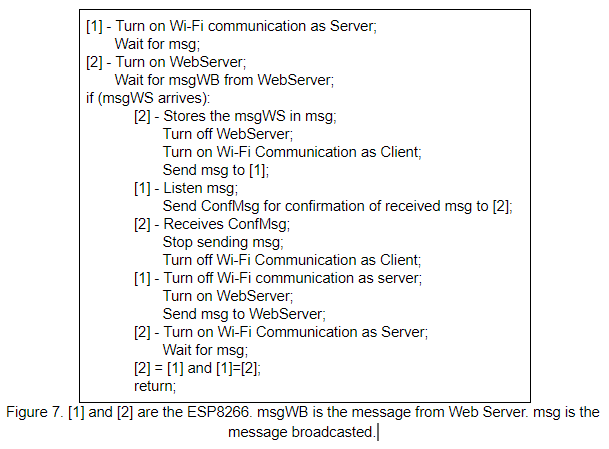 [1] - Turn on Wi-Fi communication as Server;
Wait for msg;
[2] - Turn on WebServer;
Wait for msgWB from WebServer;
if (msgWS arrives):
[2] - Stores the msgWS in msg;
Turn off WebServer;
Turn on Wi-Fi Communication as Client;
Send msg to [1];
[1] - Listen msg;
Send ConfMsg for confirmation of received msg to [2];
[2] - Receives ConfMsg;
Stop sending msg;
Turn off Wi-Fi Communication as Client;
[1] - Turn off Wi-Fi communication as server;
Turn on WebServer;
Send msg to WebServer;
[2] - Turn on Wi-Fi Communication as Server;
Wait for msg;
[2] = [1] and [1]=[2];
return;
Figure 7. [1] and [2] are the ESP8266. msgWB is the message from Web Server. msg is the
message broadcasted.